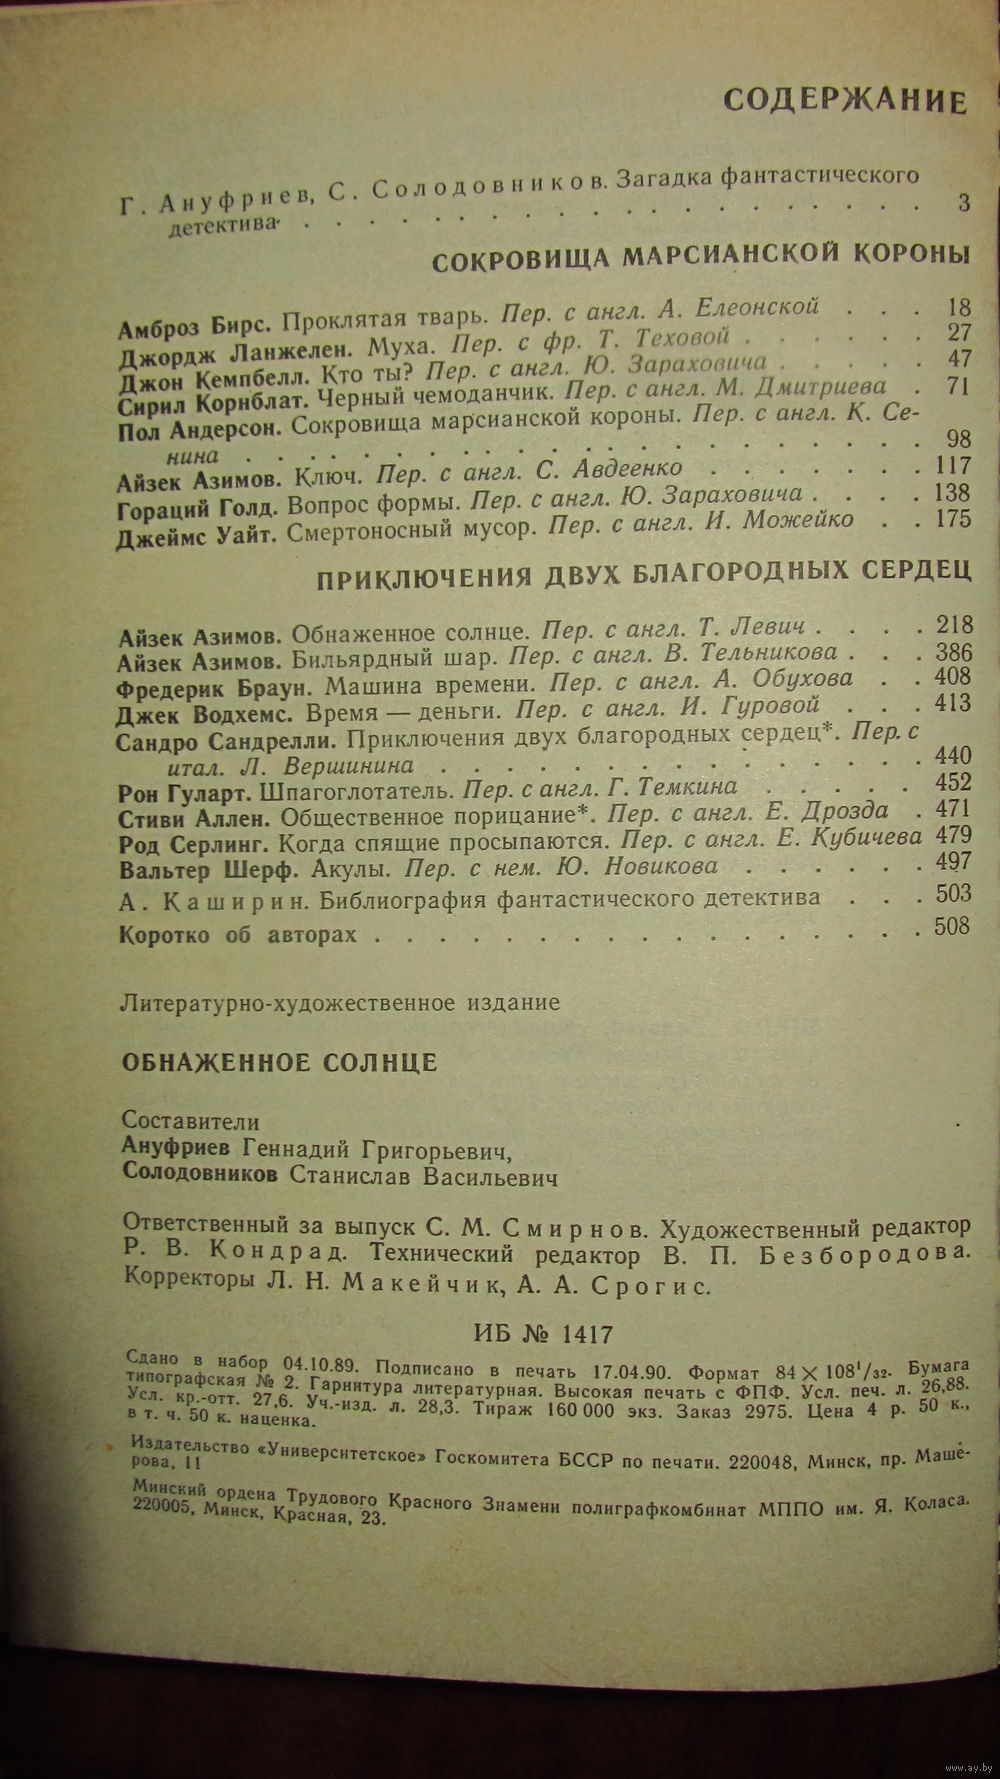 СОДЕРЖАНИЕ
Г. Ануфриев, С. Солодовников. Загадка фантастического
детектива . . . . . . . . . . . . . . . . . 3
СОКРОВИЩА МАРСИАНСКОЙ КОРОНЫ
Амброз Бирс. Проклятая тварь. Пер. с англ. А. Елеонской . . . 18
Джордж Ланжелен. Муха. Пер. с фр. Т. Теховой . . . . . . 27
Джон Кемпбелл. Кто ты? Пер. с англ. Ю. Зараховича . . . . . 47
Сирил Корнблат. Черный чемоданчик. Пер. с англ. М. Дмитриева . 71
Пол Андерсон. Сокровища марсианской короны. Пер. с англ. К. Се-
нина . . . . . . . . . . . . . . . . . . 98
Айзек Азимов. Ключ. Пер. с англ. С. Авдеенко . . . . . . . 117
Гораций Голд. Вопрос формы. Пер. с англ. Ю. Зараховича . . . . 138
Джеймс Уайт. Смертоносный мусор. Пер. с англ. И. Можейко . . 175
ПРИКЛЮЧЕНИЯ ДВУХ БЛАГОРОДНЫХ СЕРДЕЦ
Айзек Азимов. Обнаженное солнце. Пер. с англ. Т. Левич . . . . 218
Айзек Азимов. Бильярдный шар. Пер. с англ. В. Тельникова . . . 386
Фредерик Браун. Машина времени. Пер. с англ. А. Обухова . . 408
Джек Водхемс. Время — деньги. Пер. с англ. И. Гуровой . . . 413
Сандро Сандрелли. Приключения двух благородных сердец*. Пер. с
итал. Л. Вершинина . . . . . . . . . . . . . . . 440
Рон Гуларт. Шпагоглотатель. Пер. с англ. Г. Темкина . . . . . 452
Стиви Аллен. Общественное порицание*. Пер. с англ. Е. Дрозда . 471
Род Серлинг. Когда спящие просыпаются. Пер. с англ. Е. Кубичева 479
Вальтер Шерф. Акулы. Пер. с нем. Ю. Новикова . . . . . . 497
А. Каширин. Библиография фантастического детектива . . . 503
Коротко об авторах . . . . . . . . . . . . . . . . . 508
Литературно-художественное издание
ОБНАЖЕННОЕ СОЛНЦЕ
Составители
Ануфриев Геннадий Григорьевич,
Солодовников Станислав Васильевич
Ответственный за выпуск С. М. Смирнов. Художественный редактор
Р. В. Кондрад. Технический редактор В. П. Безбородова.
Корректоры Л. Н. Макейчик, А. А. Срогис.
ИБ № 1417
Сдано в набор 04.10.89. Подписано в печать 17.04.90. Формат 84×108¹/₃₂. Бумага
типографская № 2. Гарнитура литературная. Высокая печать с ФПФ. Усл. печ. л. 26,88.
Усл. кр.-отт. 27,6. Уч.-изд. л. 28,3. Тираж 160 000 экз. Заказ 2975. Цена 4 р. 50 к.,
в т. ч. 50 к. наценка.
Издательство «Университетское» Госкомитета БССР по печати. 220048, Минск, пр. Маше-
рова, 11
Минский ордена Трудового Красного Знамени полиграфкомбинат МППО им. Я. Коласа.
220005, Минск, Красная, 23.
www.ay.by